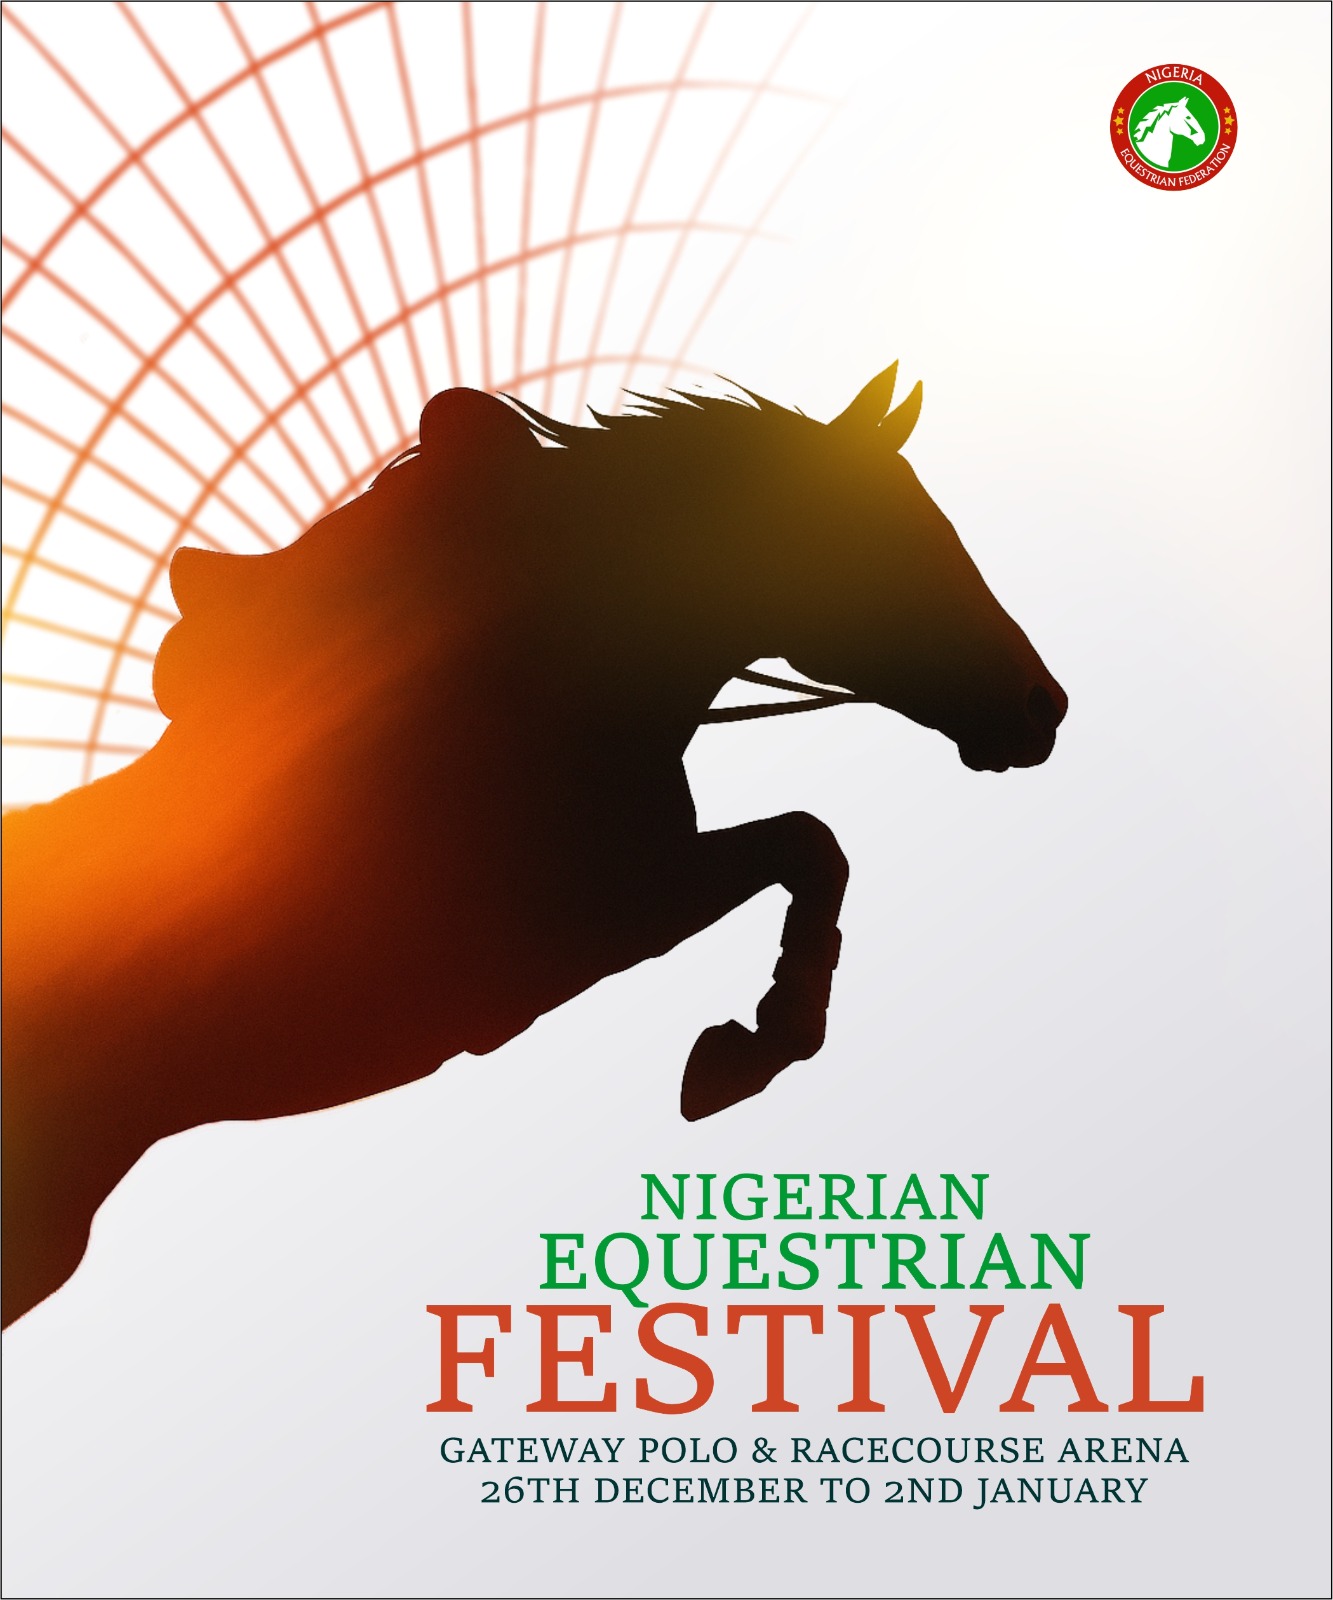 NIGERIA
EQUESTRIAN FEDERATION
NIGERIAN
EQUESTRIAN
FESTIVAL
GATEWAY POLO & RACECOURSE ARENA
26TH DECEMBER TO 2ND JANUARY